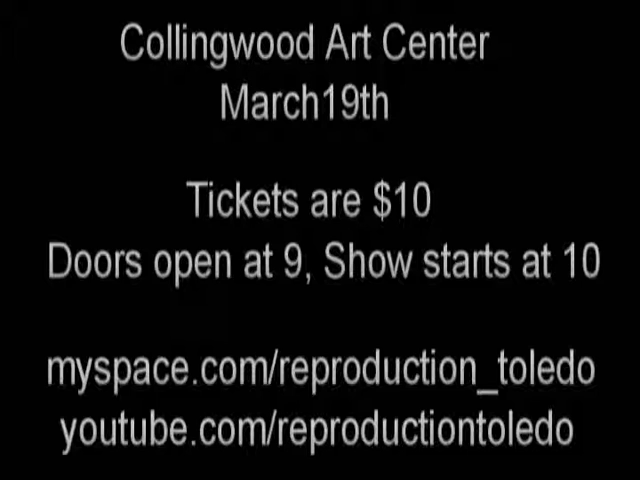 Collingwood Art Center
March19th
Tickets are $10
Doors open at 9, Show starts at 10
myspace.com/reproduction_toledo
youtube.com/reproductiontoledo